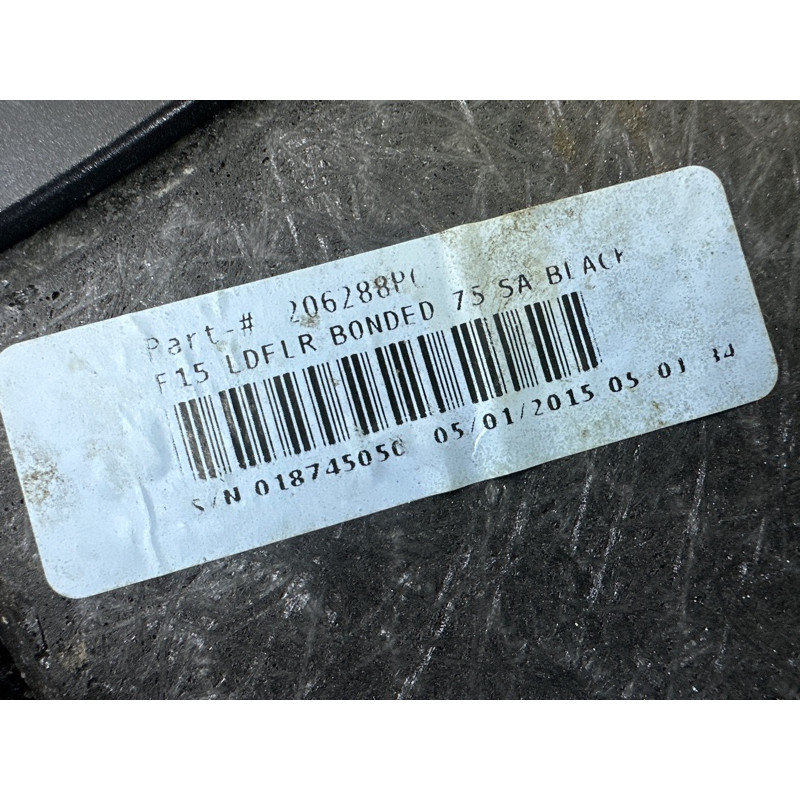 Part-# 206288PC
F15 LDFLR BONDED 75 SA BLACK
S/N 018745050 05/01/2015 05 01 34